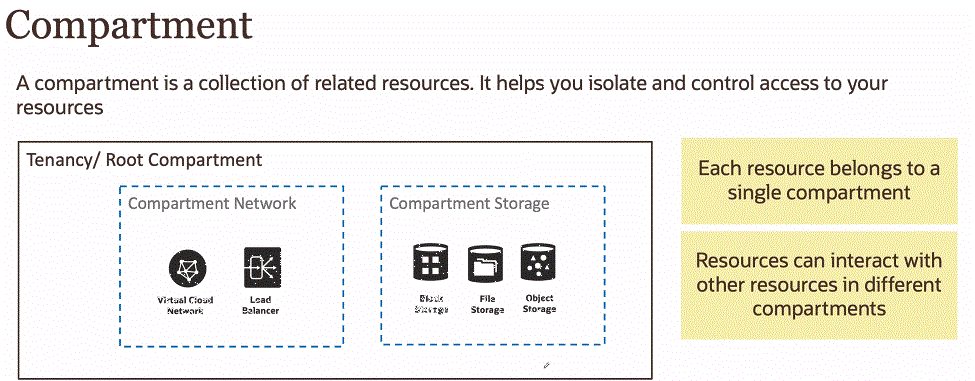 Compartment
A compartment is a collection of related resources. It helps you isolate and control access to your
resources
Tenancy/ Root Compartment
Compartment Network
Virtual Cloud
Network
Load
Balancer
Compartment Storage
Block
Storage
File
Storage
Object
Storage
Each resource belongs to a
single compartment
Resources can interact with
other resources in different
compartments